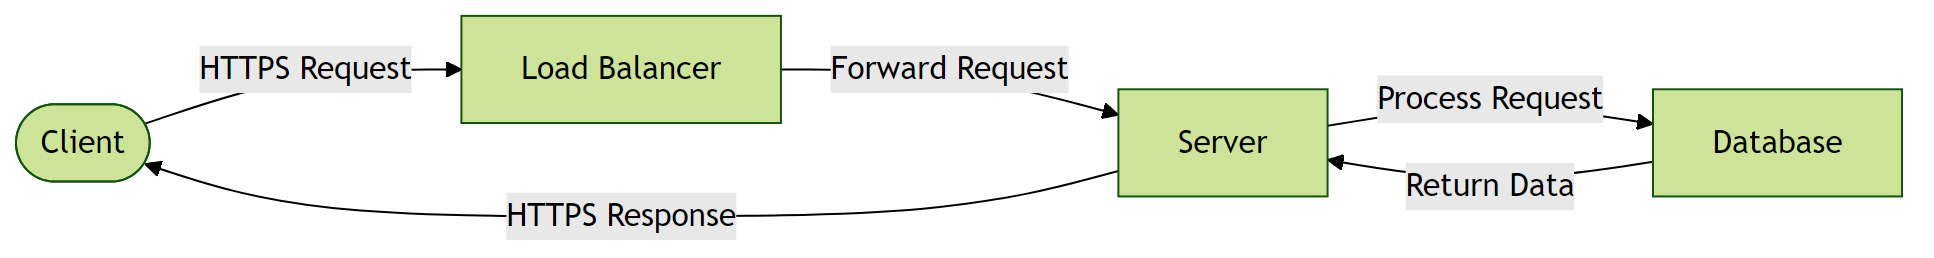 HTTPS Request
Load Balancer
Forward Request
Process Request
Client
Server
Database
Return Data
HTTPS Response